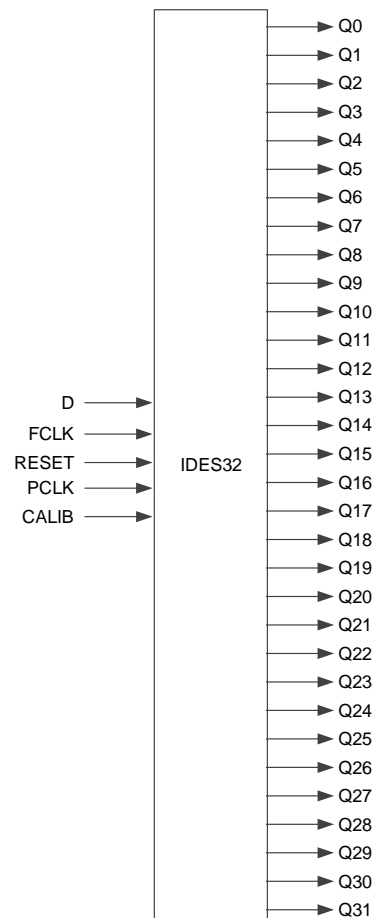 D
FCLK
RESET
PCLK
CALIB
IDES32
Q0
Q1
Q2
Q3
Q4
Q5
Q6
Q7
Q8
Q9
Q10
Q11
Q12
Q13
Q14
Q15
Q16
Q17
Q18
Q19
Q20
Q21
Q22
Q23
Q24
Q25
Q26
Q27
Q28
Q29
Q30
Q31